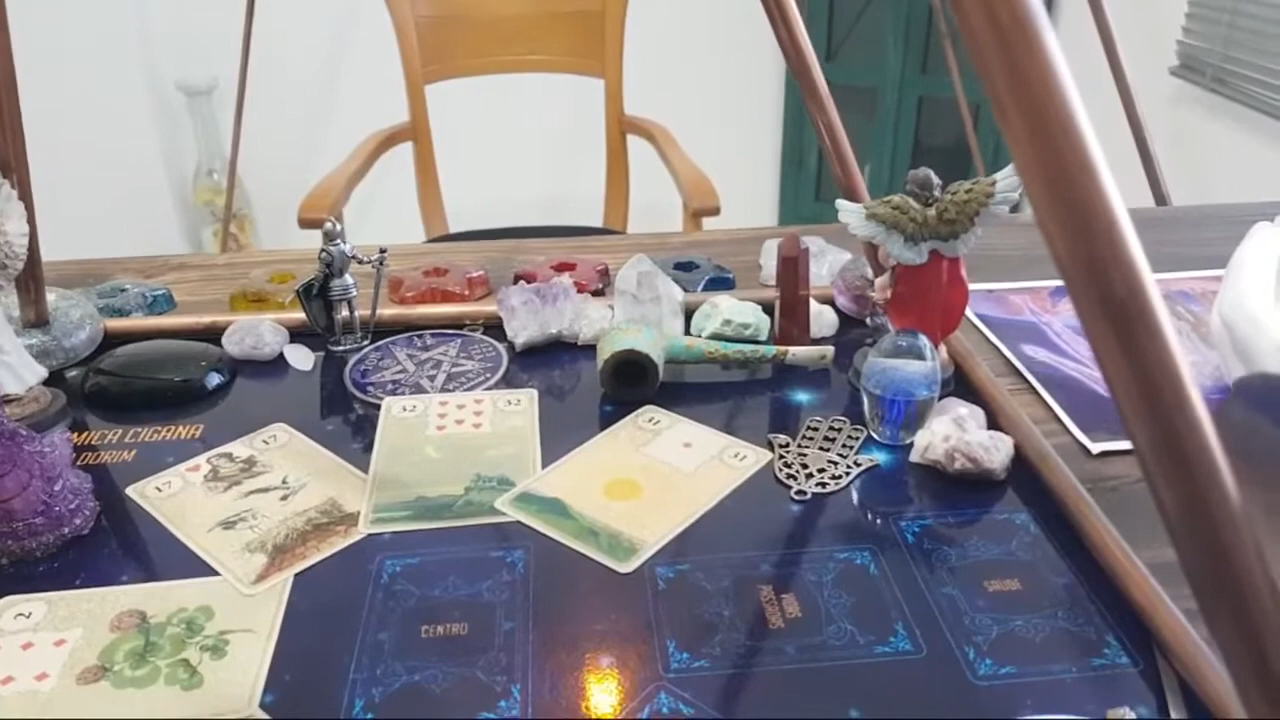 MICA CIGANA
DORIM
17
17
32
32
31
31
2
CENTRO
VIDAS
PASSADAS
SAÚDE